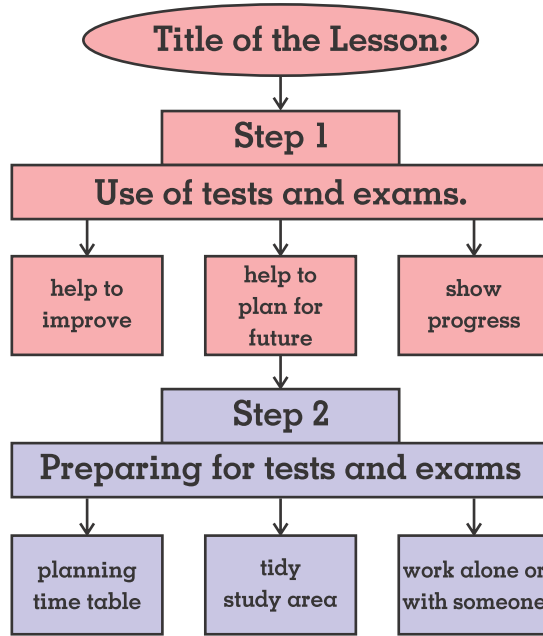 Title of the Lesson:
Step 1
Use of tests and exams.
help to
improve
help to
plan for
future
show
progress
Step 2
Preparing for tests and exams
planning
time table
tidy
study area
work alone or
with someone